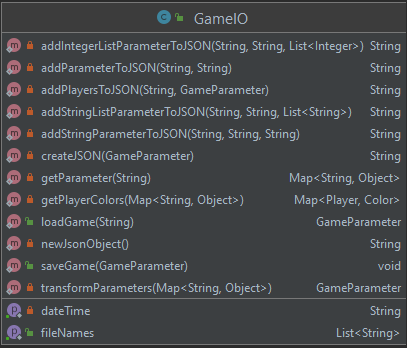 GameIO
addIntegerListParameterToJSON(String, String, List<Integer>) String
addParameterToJSON(String, String) String
addPlayersToJSON(String, GameParameter) String
addStringListParameterToJSON(String, String, List<String>) String
addStringParameterToJSON(String, String, String) String
createJSON(GameParameter) String
getParameter(String) Map<String, Object>
getPlayerColors(Map<String, Object>) Map<Player, Color>
loadGame(String) GameParameter
newJsonObject() String
saveGame(GameParameter) void
transformParameters(Map<String, Object>) GameParameter
dateTime String
fileNames List<String>